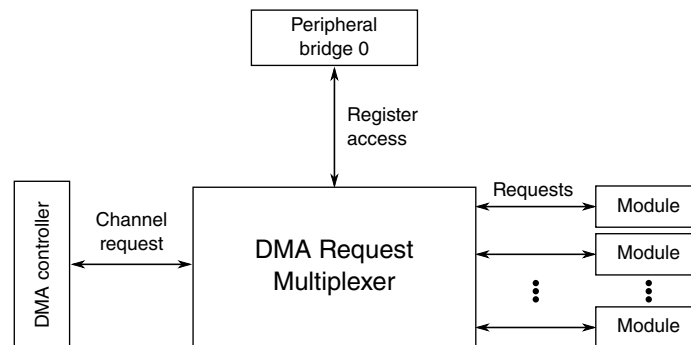 Peripheral
bridge 0
Register
access
DMA controller
Channel
request
DMA Request
Multiplexer
Requests
Module
Module
Module